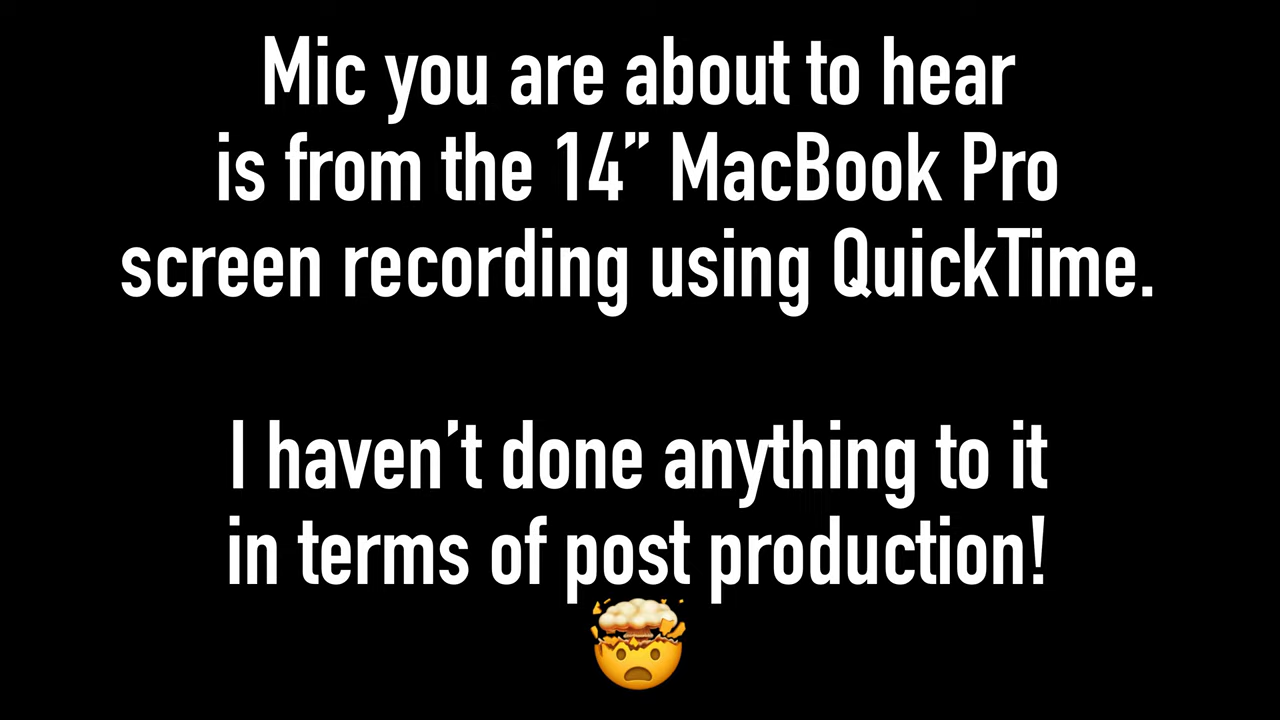 Mic you are about to hear
is from the 14” MacBook Pro
screen recording using QuickTime.
I haven’t done anything to it
in terms of post production!